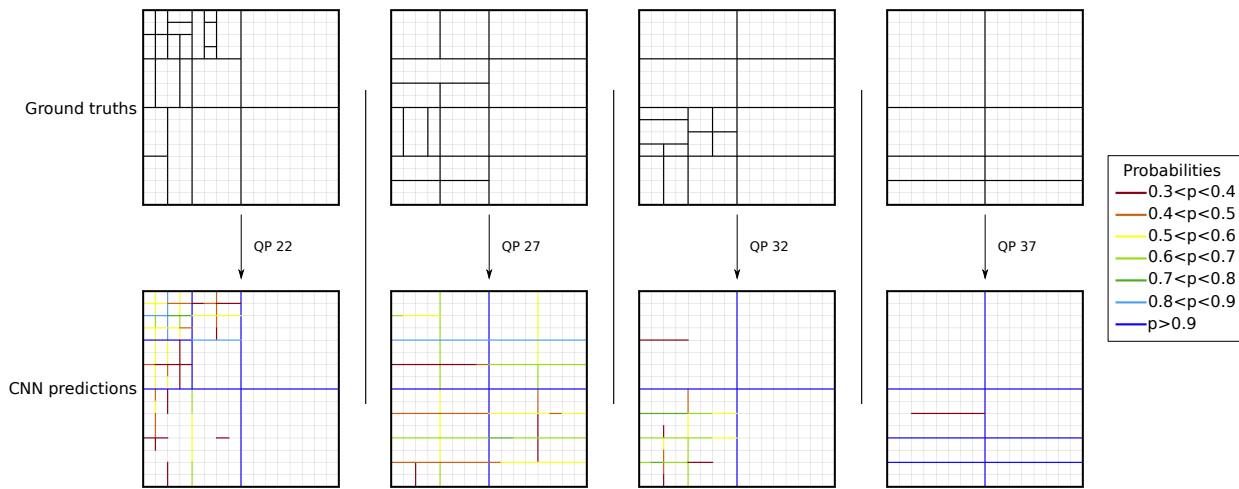 Ground truths
QP 22
QP 27
QP 32
QP 37
CNN predictions
Probabilities
0.3<p<0.4
0.4<p<0.5
0.5<p<0.6
0.6<p<0.7
0.7<p<0.8
0.8<p<0.9
p>0.9